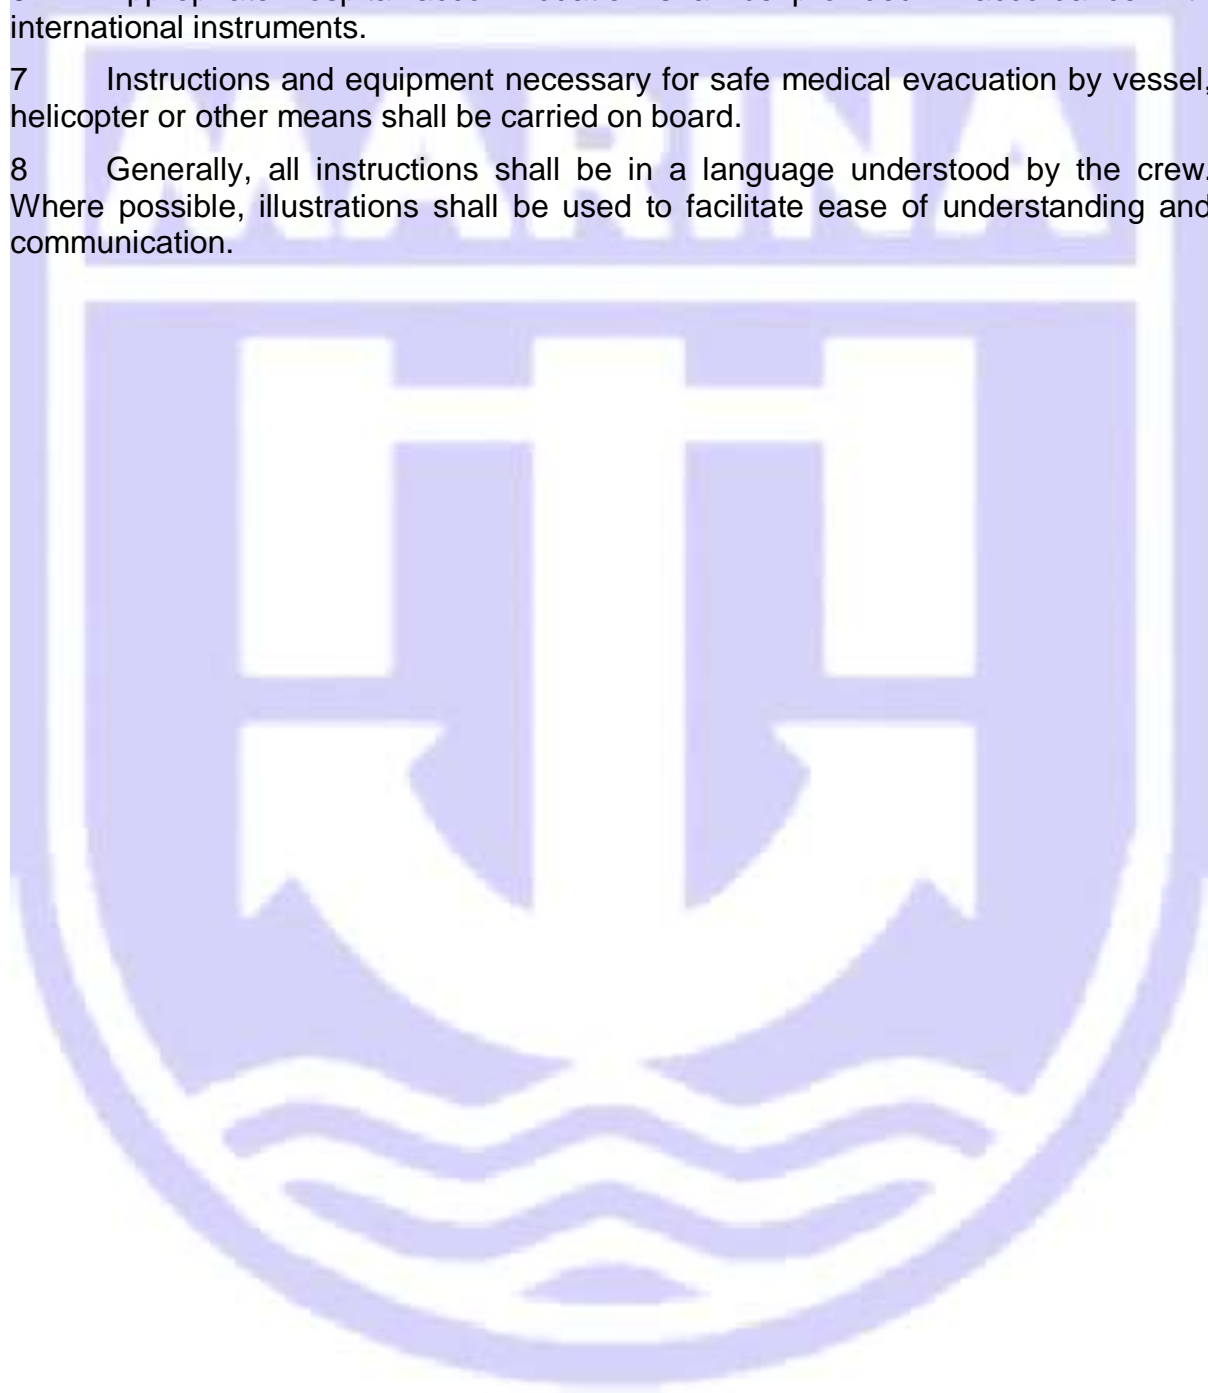 international instruments.
7 Instructions and equipment necessary for safe medical evacuation by vessel,
helicopter or other means shall be carried on board.
8 Generally, all instructions shall be in a language understood by the crew.
Where possible, illustrations shall be used to facilitate ease of understanding and
communication.
MARINA